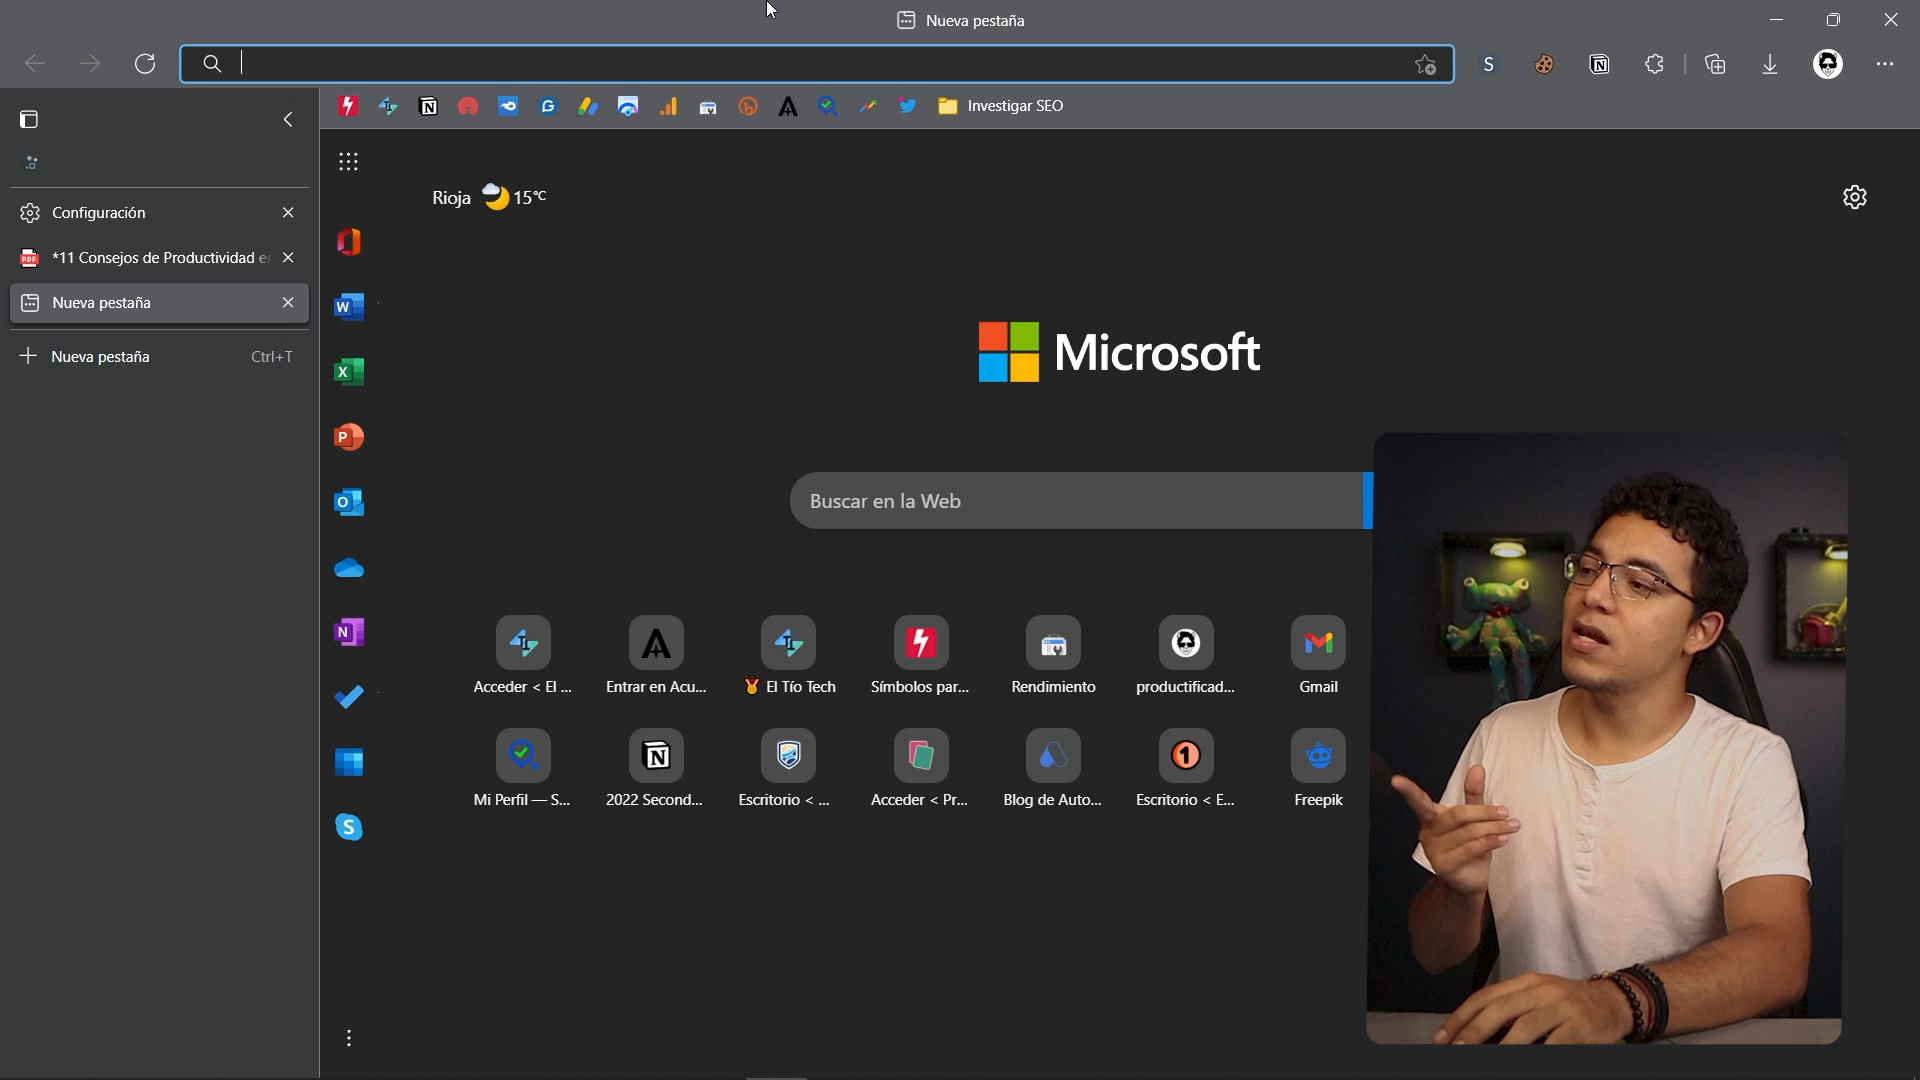 Nueva pestaña
S
Investigar SEO
Configuración
*11 Consejos de Productividad
Nueva pestaña
Nueva pestaña Ctrl+T
Rioja 15°C
Microsoft
Buscar en la Web
Acceder < El ...
Entrar en Acu...
El Tío Tech
Símbolos par...
Rendimiento
productificad...
Gmail
Mi Perfil — S...
2022 Second...
Escritorio < ...
Acceder < Pr...
Blog de Auto...
Escritorio < E...
Freepik